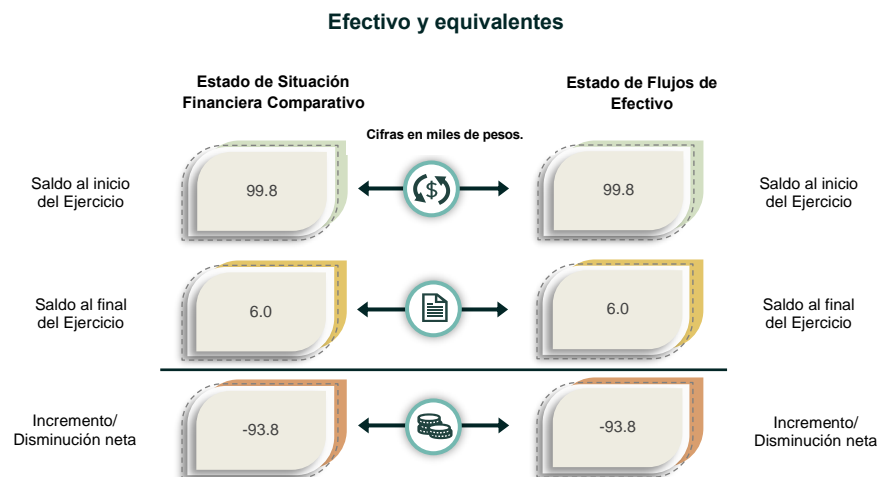 Efectivo y equivalentes
Estado de Situación
Financiera Comparativo
Estado de Flujos de
Efectivo
Cifras en miles de pesos.
Saldo al inicio
del Ejercicio
99.8
$
99.8
Saldo al inicio
del Ejercicio
Saldo al final
del Ejercicio
6.0
6.0
Saldo al final
del Ejercicio
Incremento/
Disminución neta
-93.8
-93.8
Incremento/
Disminución neta